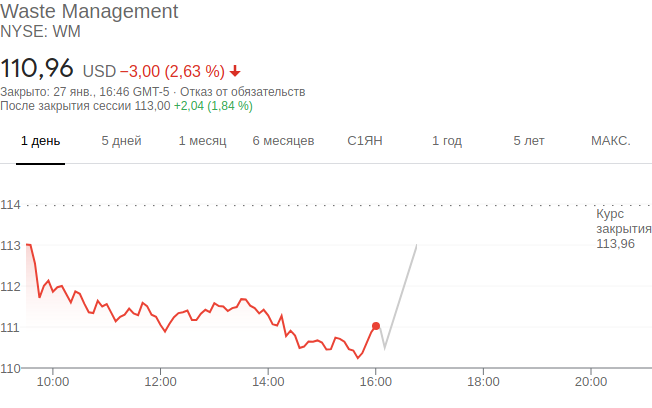 Waste Management
NYSE: WM
110,96 USD −3,00 (2,63 %)
Закрыто: 27 янв., 16:46 GMT-5 · Отказ от обязательств
После закрытия сессии 113,00 +2,04 (1,84 %)
1 день 5 дней 1 месяц 6 месяцев С1ЯН 1 год 5 лет МАКС.
114
Курс
закрытия
113,96
113
112
111
110
10:00 12:00 14:00 16:00 18:00 20:00